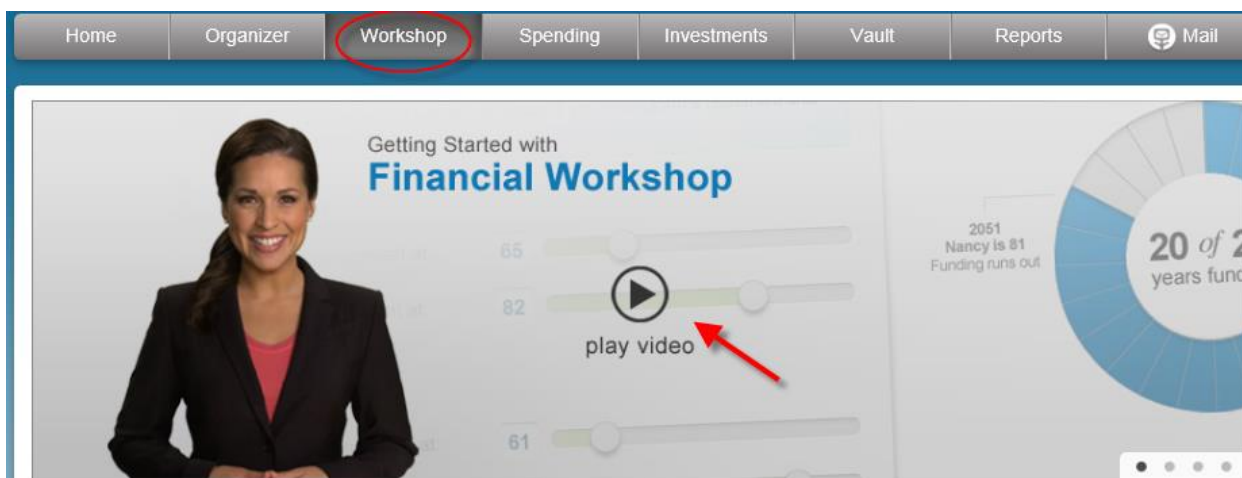 Home Organizer Workshop Spending Investments Vault Reports Mail
Getting Started with
Financial Workshop
65
82
play video
61
at
2051
Nancy is 81
Funding runs out
20 of
years